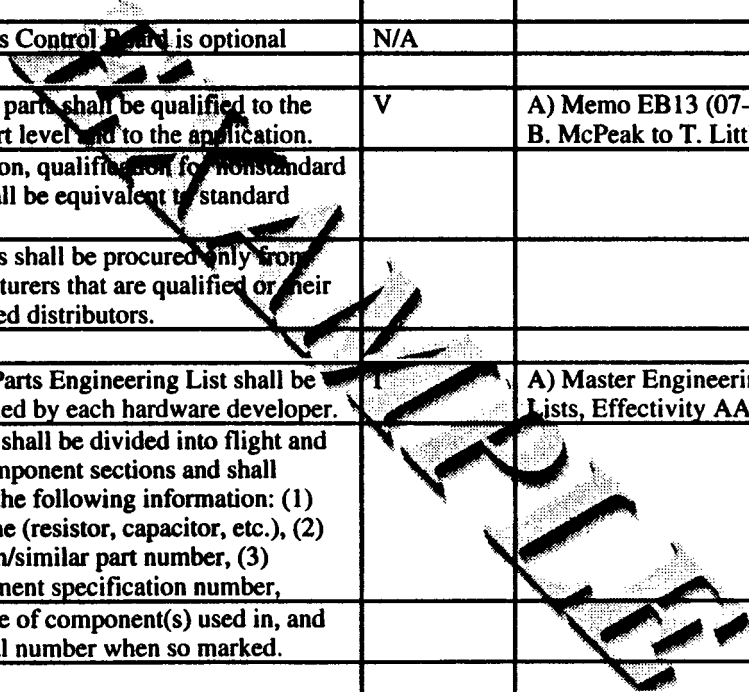 s Control Board is optional N/A
parts shall be qualified to the V A) Memo EB13 (07-
rt level and to the application. B. McPeak to T. Litt
on, qualification for nonstandard
all be equivalent to standard
s shall be procured only from
turers that are qualified or their
ed distributors.
Parts Engineering List shall be I A) Master Engineerin
ed by each hardware developer. Lists, Effectivity AA
shall be divided into flight and
mponent sections and shall
the following information: (1)
ne (resistor, capacitor, etc.), (2)
n/similar part number, (3)
ment specification number,
e of component(s) used in, and
l number when so marked.
EXAMPLE